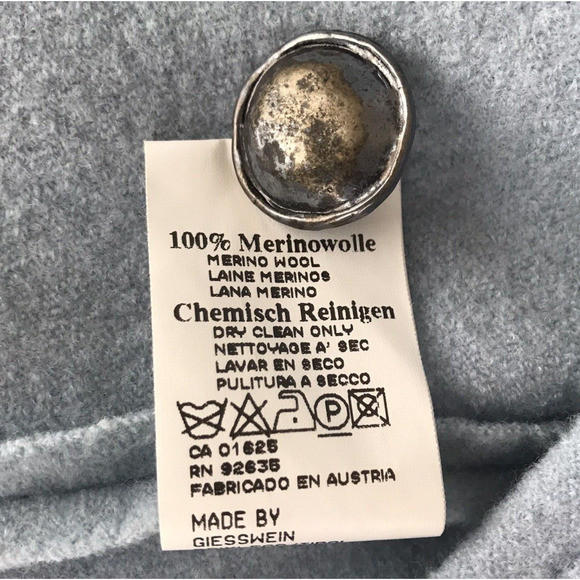 100% Merinowolle
MERINO WOOL
LAINE MERINOS
LANA MERINO
Chemisch Reinigen
DRY CLEAN ONLY
NETTOYAGE A' SEC
LAVAR EN SECO
PULITURA A SECCO
P
CA 01625
RN 92635
FABRICADO EN AUSTRIA
MADE BY
GIESSWEIN